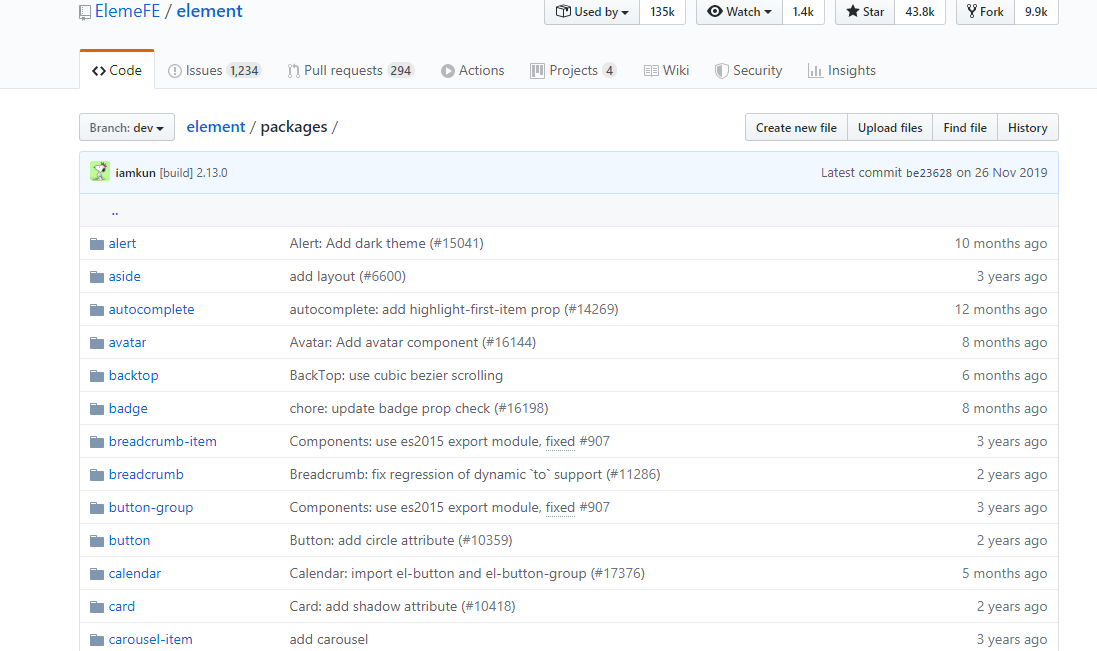 ElemeFE / element Used by 135k Watch 1.4k Star 43.8k Fork 9.9k
Code Issues 1,234 Pull requests 294 Actions Projects 4 Wiki Security Insights
Branch: dev element / packages / Create new file Upload files Find file History
iamkun [build] 2.13.0 Latest commit be23628 on 26 Nov 2019
..
alert Alert: Add dark theme (#15041) 10 months ago
aside add layout (#6600) 3 years ago
autocomplete autocomplete: add highlight-first-item prop (#14269) 12 months ago
avatar Avatar: Add avatar component (#16144) 8 months ago
backtop BackTop: use cubic bezier scrolling 6 months ago
badge chore: update badge prop check (#16198) 8 months ago
breadcrumb-item Components: use es2015 export module, fixed #907 3 years ago
breadcrumb Breadcrumb: fix regression of dynamic `to` support (#11286) 2 years ago
button-group Components: use es2015 export module, fixed #907 3 years ago
button Button: add circle attribute (#10359) 2 years ago
calendar Calendar: import el-button and el-button-group (#17376) 5 months ago
card Card: add shadow attribute (#10418) 2 years ago
carousel-item add carousel 3 years ago